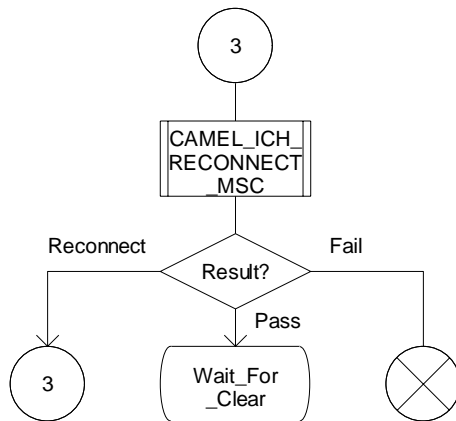 3
CAMEL_ICH_
RECONNECT
_MSC
Reconnect
Result?
Fail
Pass
3
Wait_For
_Clear